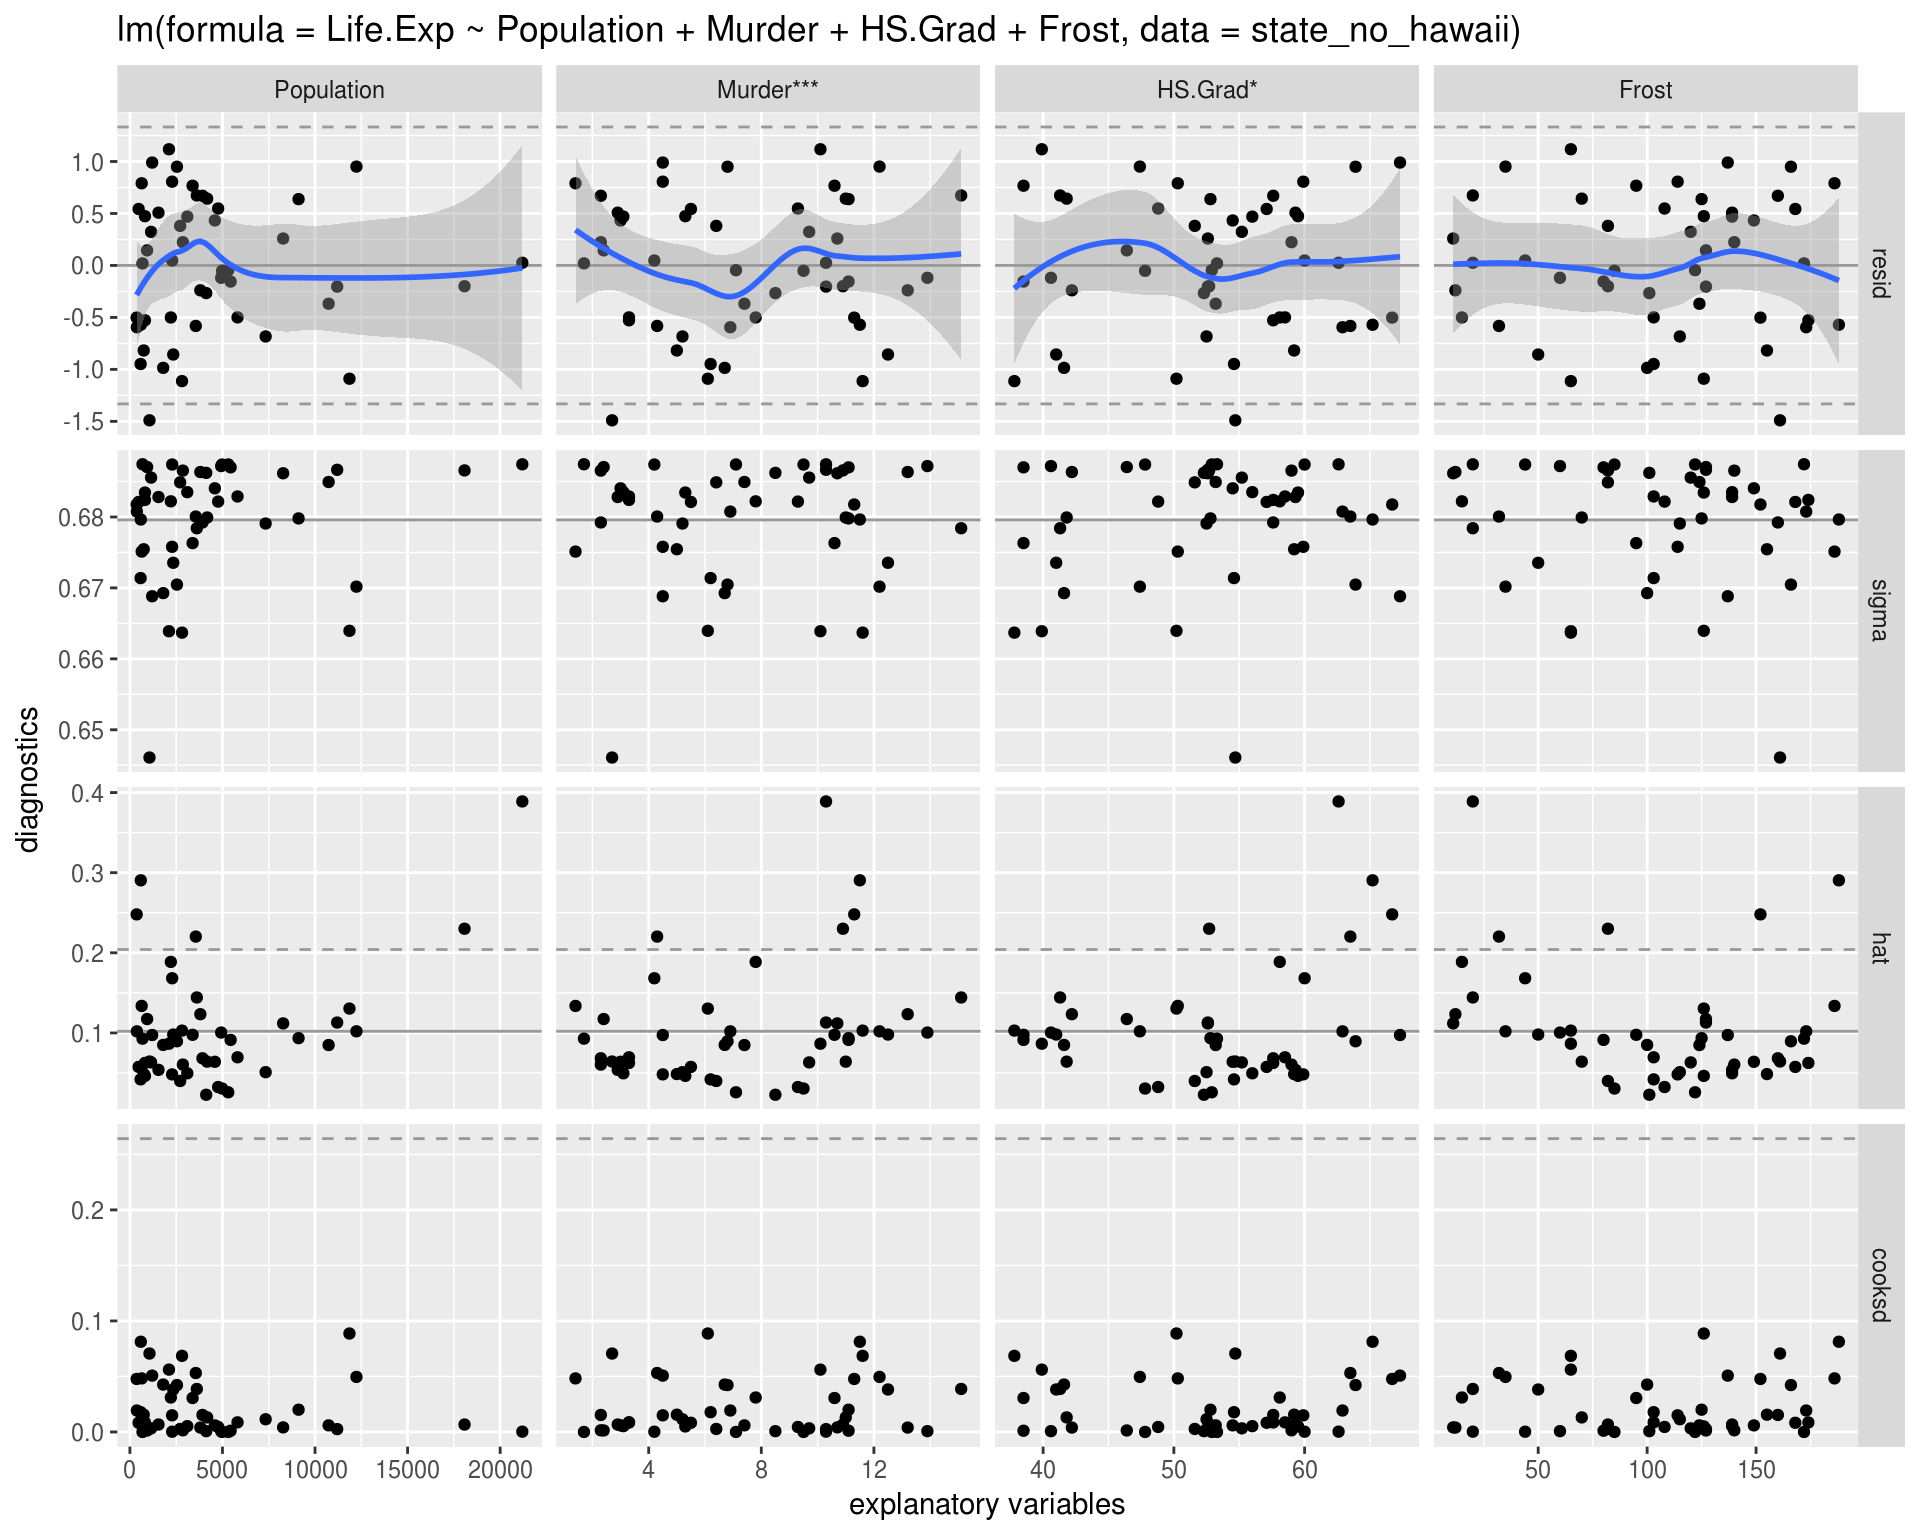 lm(formula = Life.Exp ~ Population + Murder + HS.Grad + Frost, data = state_no_hawaii)
Population Murder*** HS.Grad* Frost
1.0
0.5
0.0
-0.5
-1.0
-1.5
resid
0.68
0.67
0.66
0.65
sigma
0.4
0.3
0.2
0.1
hat
0.2
0.1
0.0
cooksd
diagnostics
0 5000 10000 15000 20000 4 8 12 40 50 60 50 100 150
explanatory variables